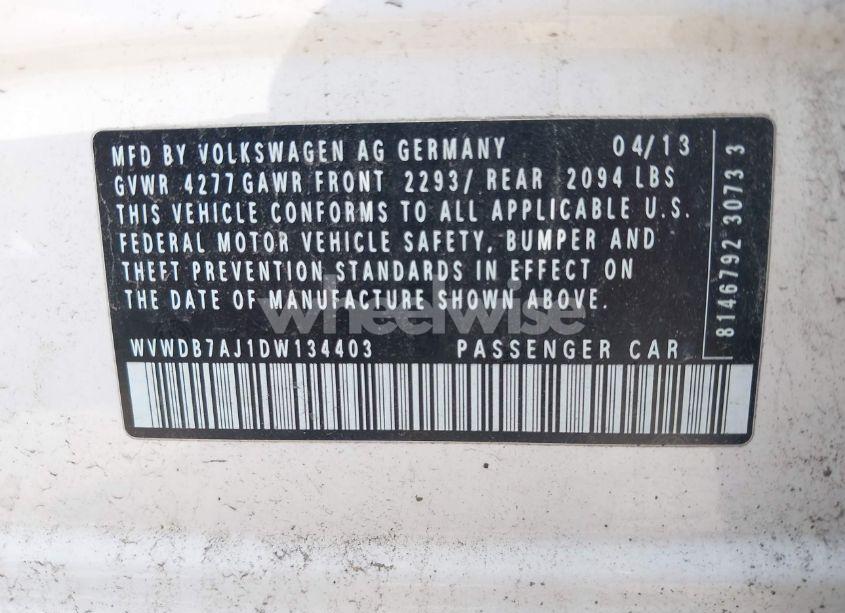 MFD BY VOLKSWAGEN AG GERMANY 04/13
GVWR 4277 GAWR FRONT 2293/ REAR 2094 LBS
THIS VEHICLE CONFORMS TO ALL APPLICABLE U.S.
FEDERAL MOTOR VEHICLE SAFETY, BUMPER AND
THEFT PREVENTION STANDARDS IN EFFECT ON
THE DATE OF MANUFACTURE SHOWN ABOVE.
WVWDB7AJ1DW134403 PASSENGER CAR
8146792 3073 3
wheelwise